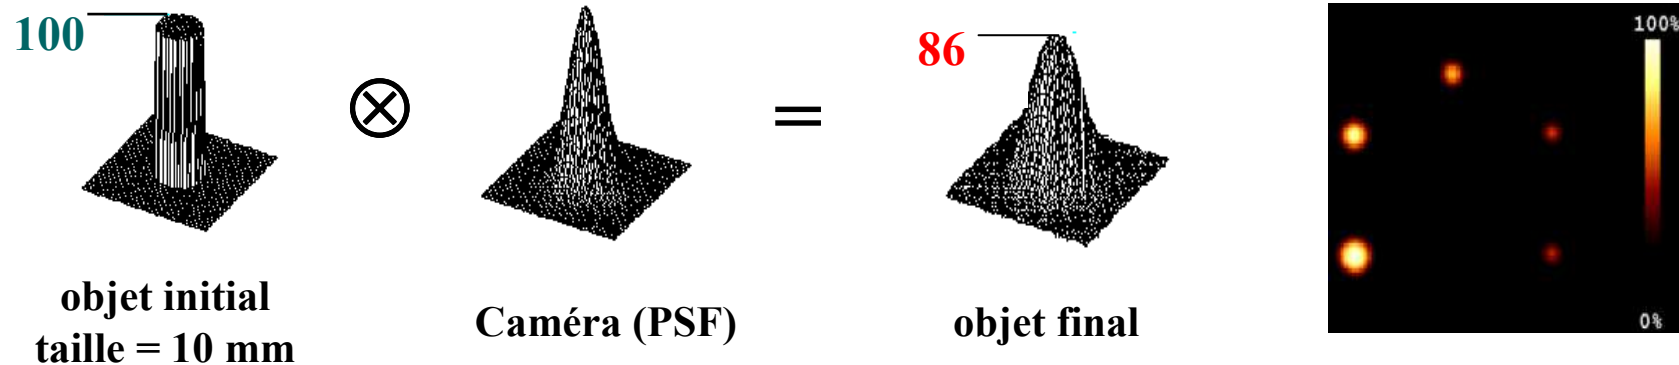 100
86
100%
0%
objet initial
taille = 10 mm
Caméra (PSF)
objet final